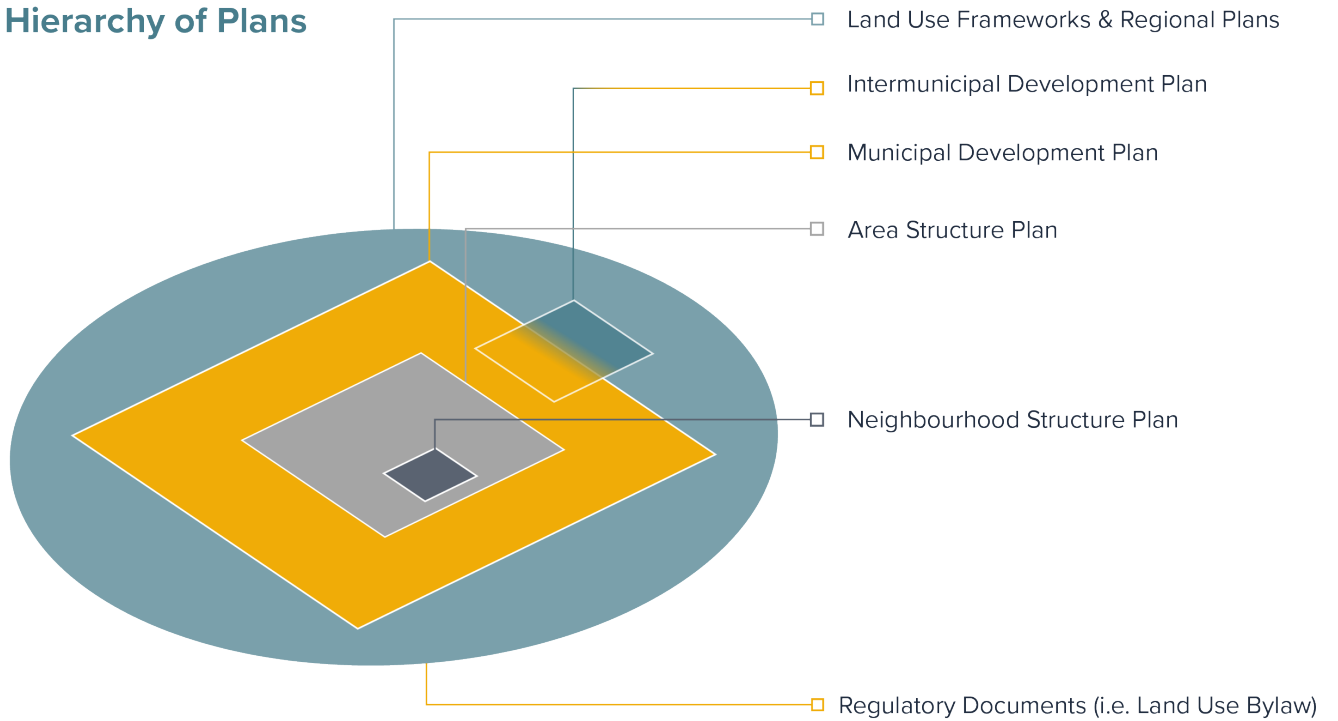 Hierarchy of Plans
Land Use Frameworks & Regional Plans
Intermunicipal Development Plan
Municipal Development Plan
Area Structure Plan
Neighbourhood Structure Plan
Regulatory Documents (i.e. Land Use Bylaw)